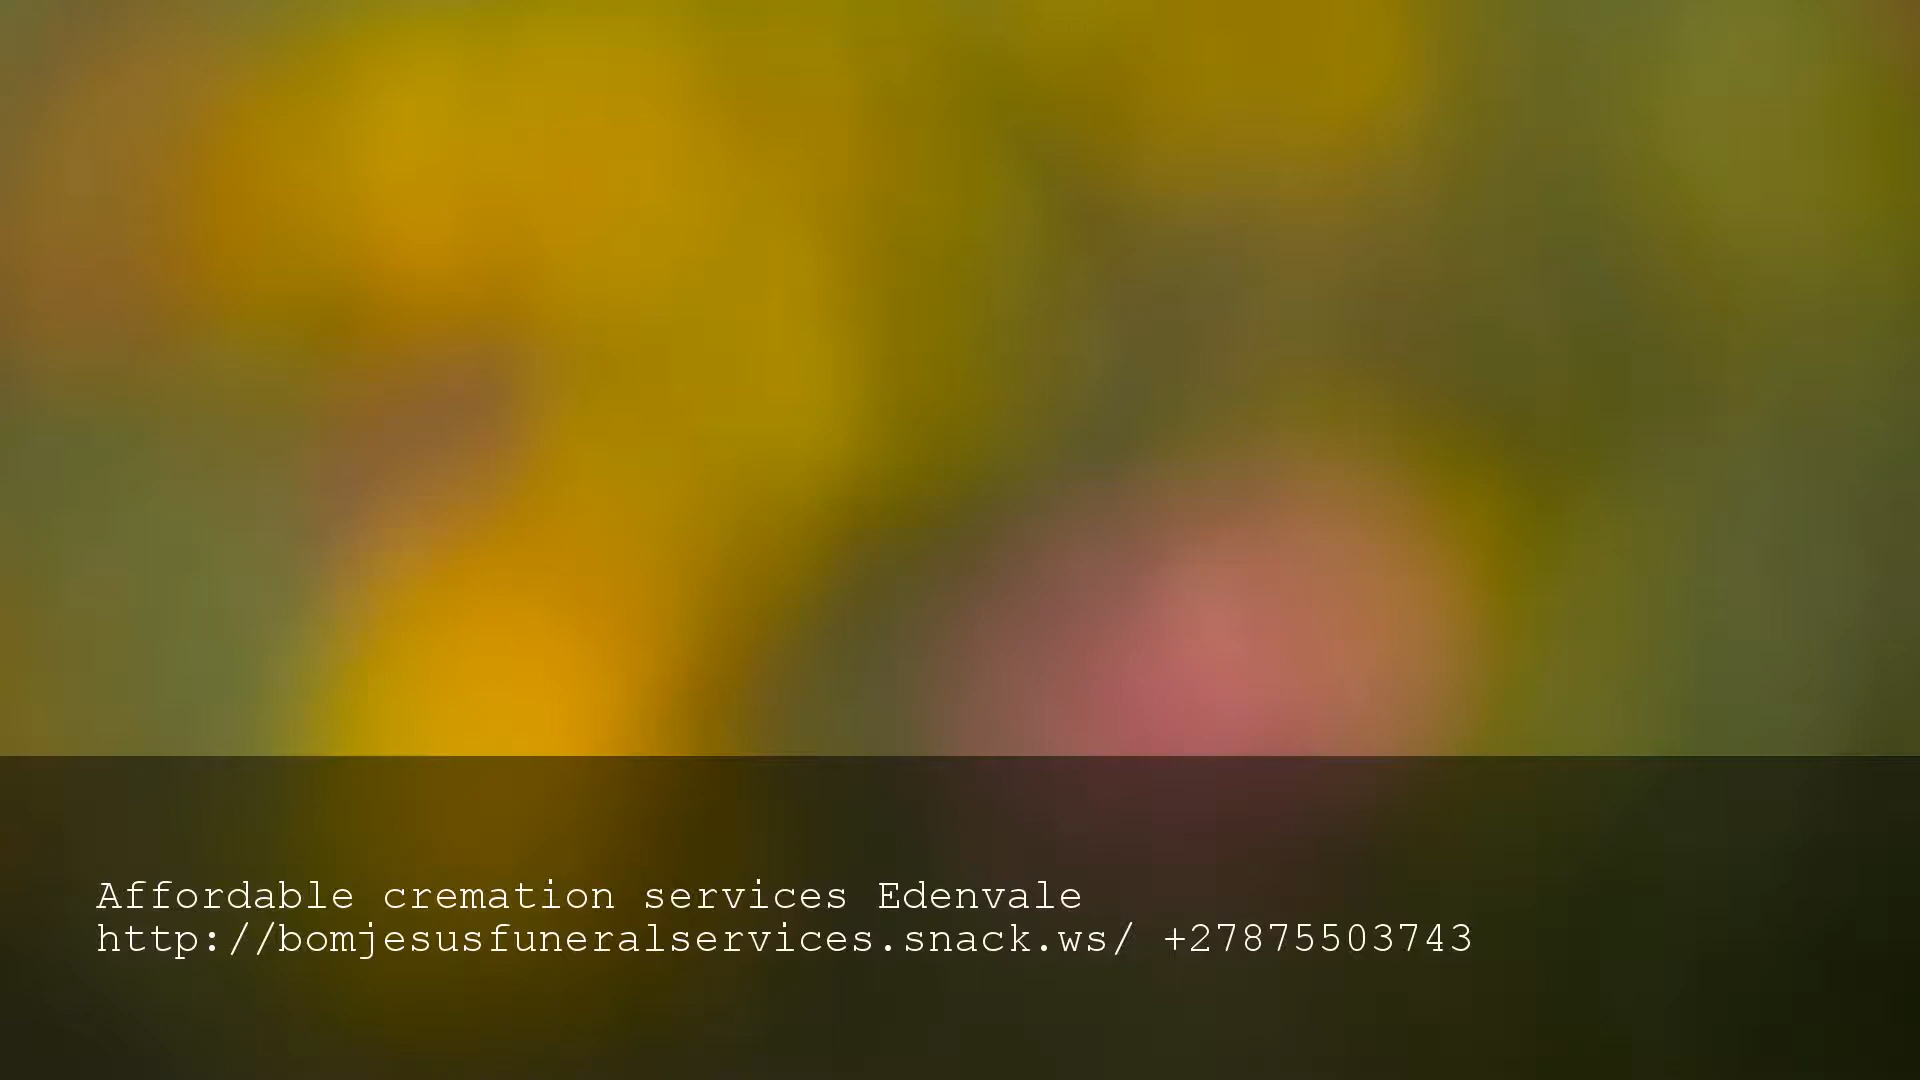 Affordable cremation services Edenvale
http://bomjesusfuneralservices.snack.ws/ +27875503743